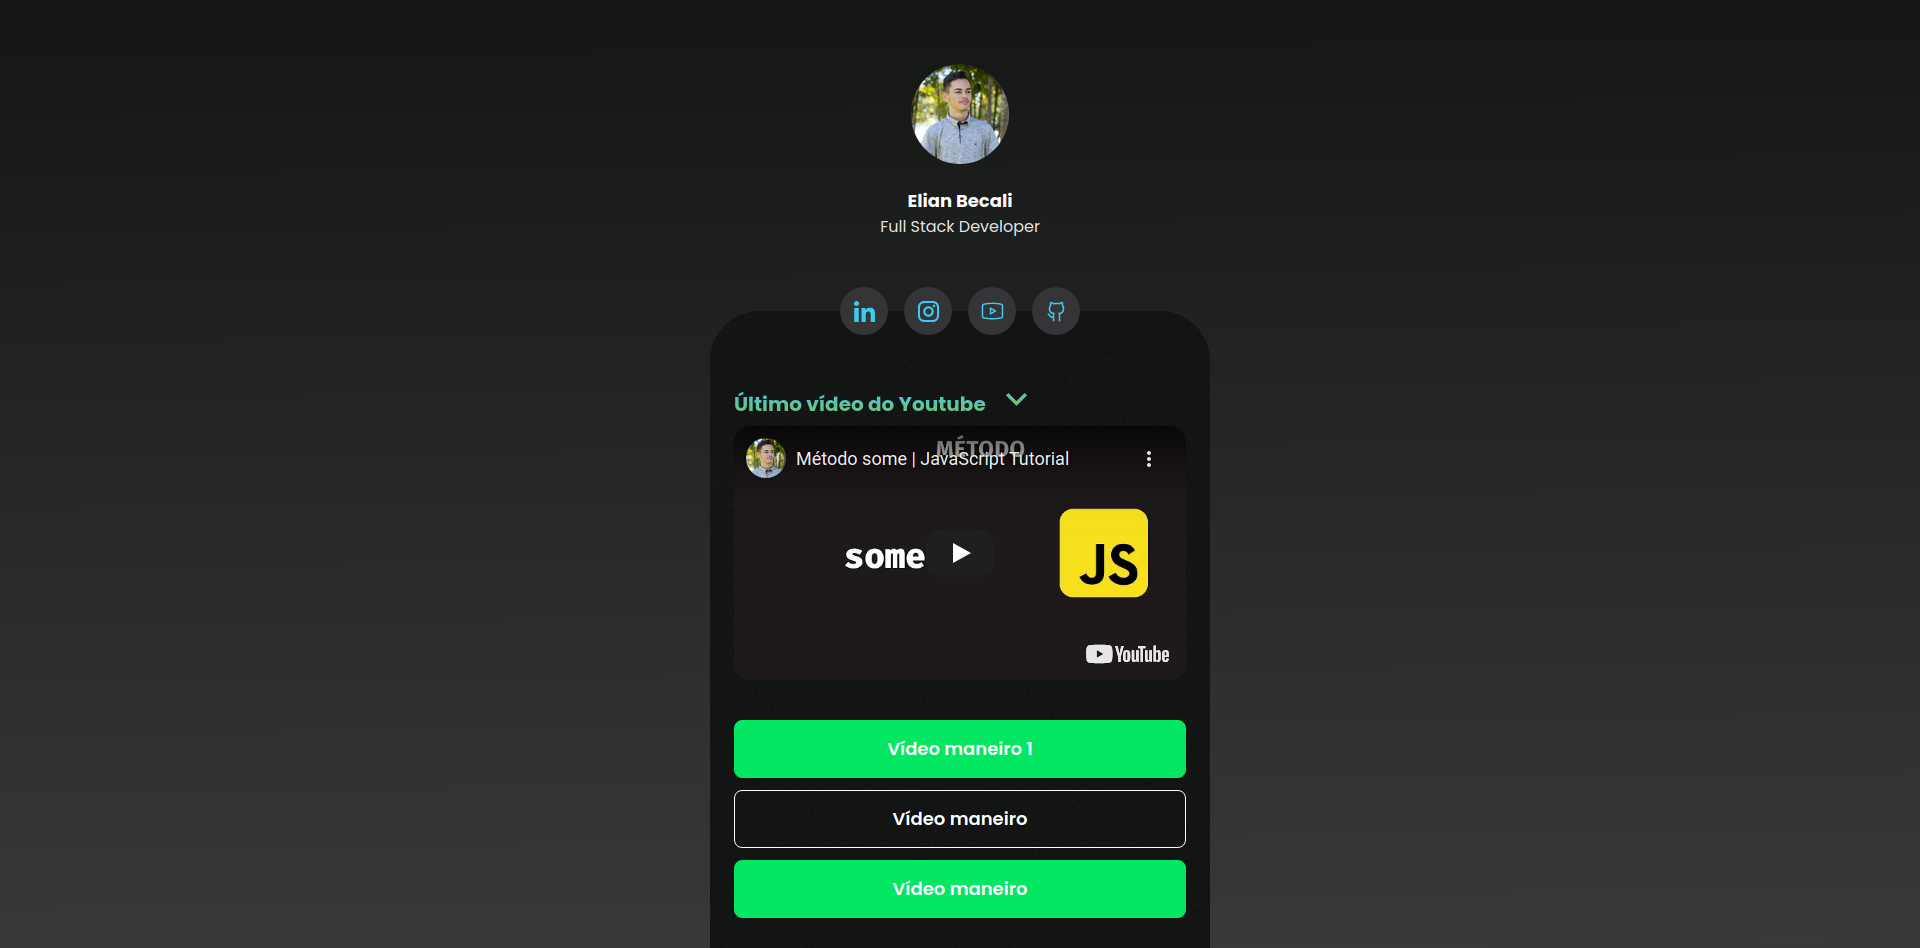 Elian Becali
Full Stack Developer
in
Último vídeo do Youtube
MÉTODO
Método some | JavaScript Tutorial
some
JS
YouTube
Vídeo maneiro 1
Vídeo maneiro
Vídeo maneiro